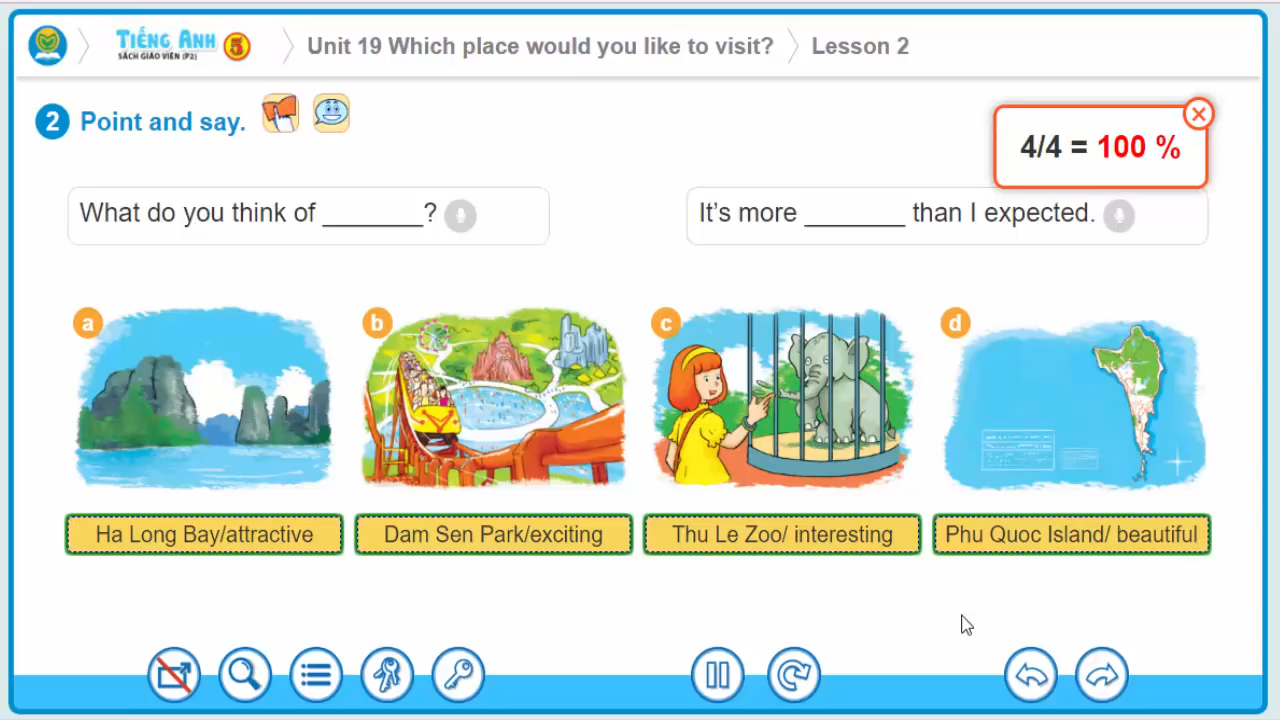 TIẾNG ANH 5
SÁCH GIÁO VIÊN (P2)
Unit 19 Which place would you like to visit?
Lesson 2
2 Point and say.
4/4 = 100 %
What do you think of _______?
It's more _______ than I expected.
a
b
c
d
Ha Long Bay/attractive
Dam Sen Park/exciting
Thu Le Zoo/ interesting
Phu Quoc Island/ beautiful